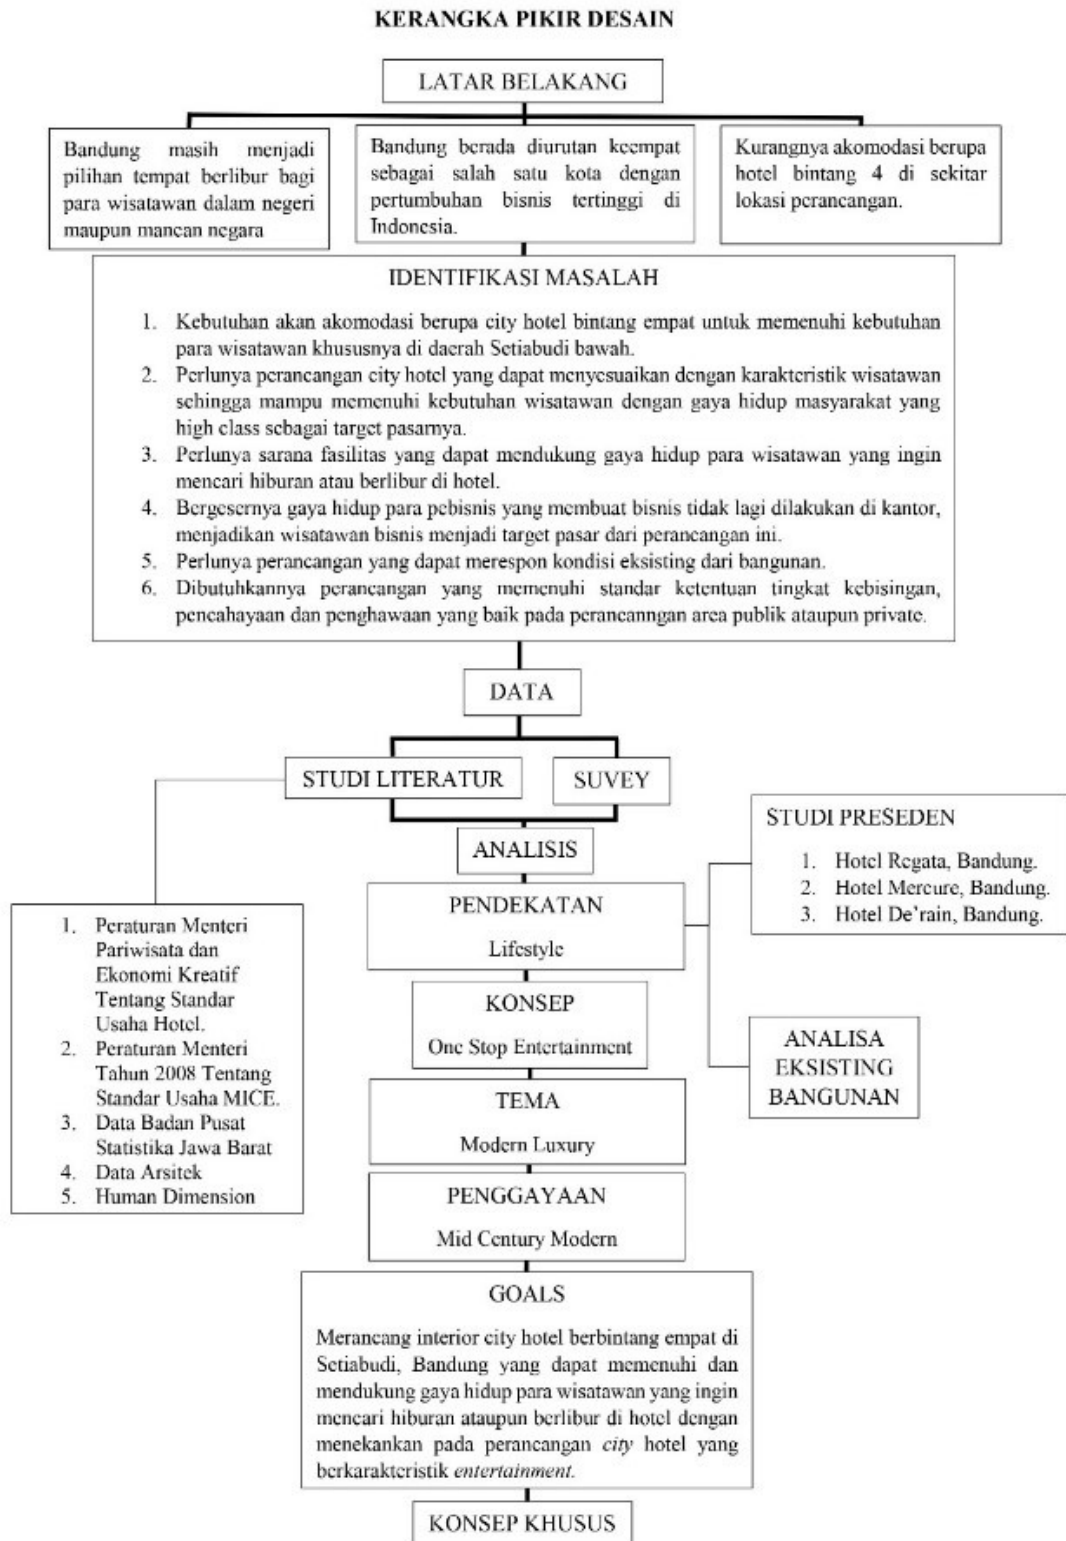 KERANGKA PIKIR DESAIN
LATAR BELAKANG
Bandung masih menjadi
pilihan tempat berlibur bagi
para wisatawan dalam negeri
maupun mancan negara
Bandung berada diurutan keempat
sebagai salah satu kota dengan
pertumbuhan bisnis tertinggi di
Indonesia.
Kurangnya akomodasi berupa
hotel bintang 4 di sekitar
lokasi perancangan.
IDENTIFIKASI MASALAH
1. Kebutuhan akan akomodasi berupa city hotel bintang empat untuk memenuhi kebutuhan
para wisatawan khususnya di daerah Setiabudi bawah.
2. Perlunya perancangan city hotel yang dapat menyesuaikan dengan karakteristik wisatawan
sehingga mampu memenuhi kebutuhan wisatawan dengan gaya hidup masyarakat yang
high class sebagai target pasarnya.
3. Perlunya sarana fasilitas yang dapat mendukung gaya hidup para wisatawan yang ingin
mencari hiburan atau berlibur di hotel.
4. Bergesernya gaya hidup para pebisnis yang membuat bisnis tidak lagi dilakukan di kantor,
menjadikan wisatawan bisnis menjadi target pasar dari perancangan ini.
5. Perlunya perancangan yang dapat merespon kondisi eksisting dari bangunan.
6. Dibutuhkannya perancangan yang memenuhi standar ketentuan tingkat kebisingan,
pencahayaan dan penghawaan yang baik pada perancanngan area publik ataupun private.
DATA
STUDI LITERATUR
SUVEY
ANALISIS
STUDI PRESEDEN
1. Hotel Regata, Bandung.
2. Hotel Mercure, Bandung.
3. Hotel De'rain, Bandung.
PENDEKATAN
Lifestyle
1. Peraturan Menteri
Pariwisata dan
Ekonomi Kreatif
Tentang Standar
Usaha Hotel.
2. Peraturan Menteri
Tahun 2008 Tentang
Standar Usaha MICE.
3. Data Badan Pusat
Statistika Jawa Barat
4. Data Arsitek
5. Human Dimension
KONSEP
One Stop Entertainment
ANALISA
EKSISTING
BANGUNAN
TEMA
Modern Luxury
PENGGAYAAN
Mid Century Modern
GOALS
Merancang interior city hotel berbintang empat di
Setiabudi, Bandung yang dapat memenuhi dan
mendukung gaya hidup para wisatawan yang ingin
mencari hiburan ataupun berlibur di hotel dengan
menekankan pada perancangan city hotel yang
berkarakteristik entertainment.
KONSEP KHUSUS